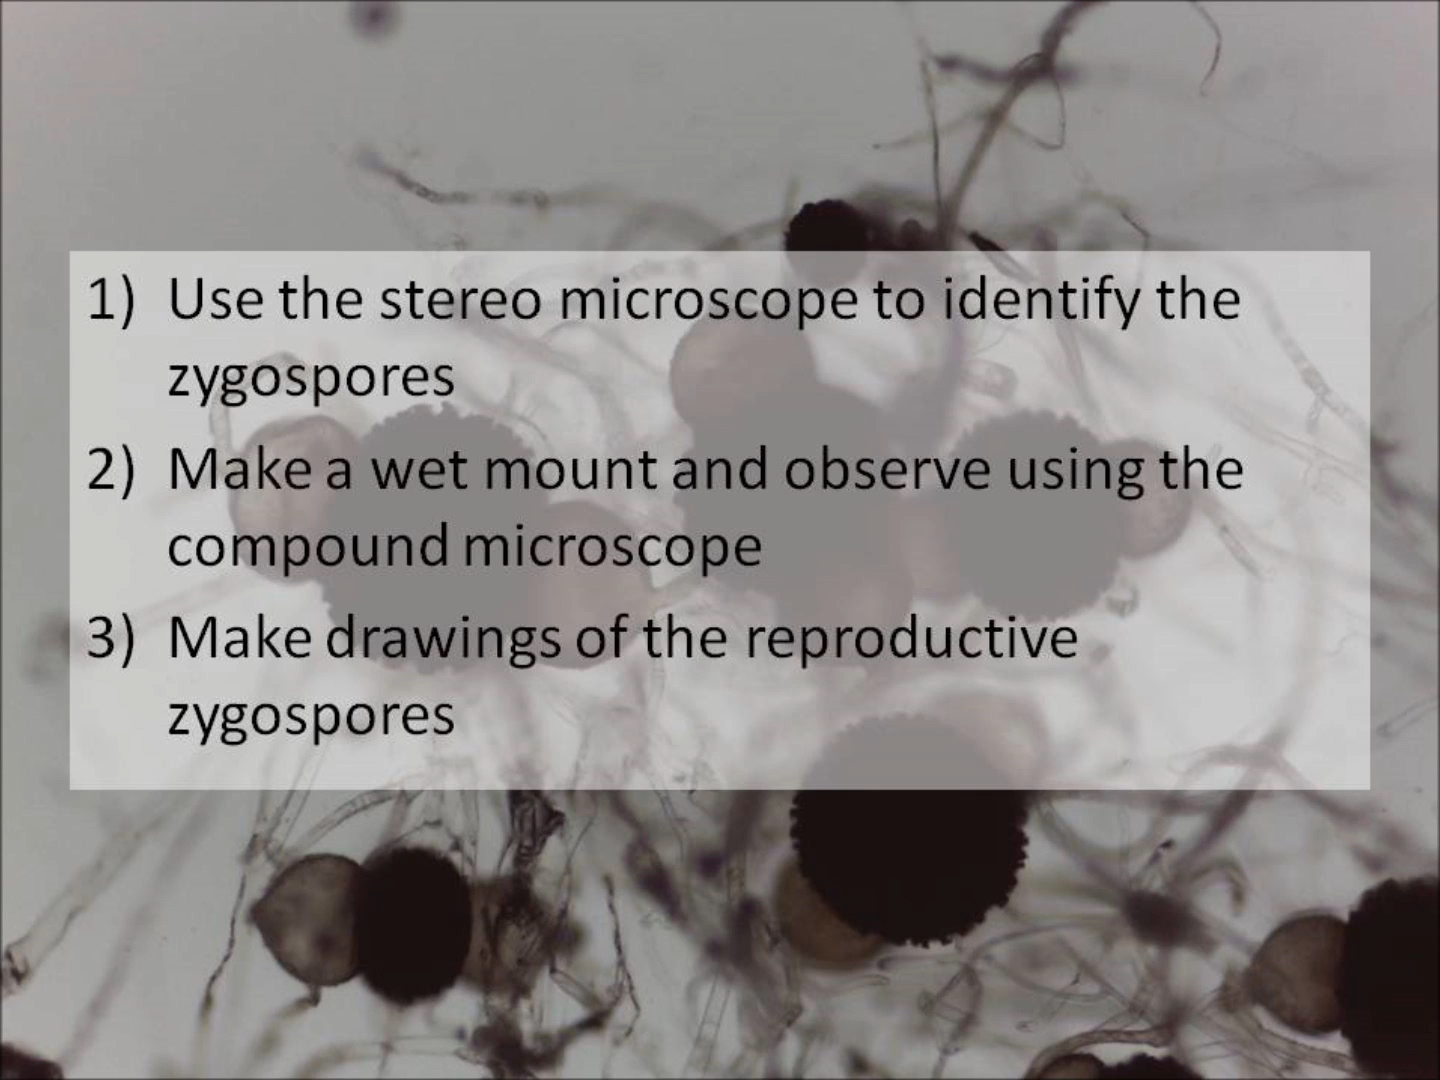 1) Use the stereo microscope to identify the
zygospores
2) Make a wet mount and observe using the
compound microscope
3) Make drawings of the reproductive
zygospores